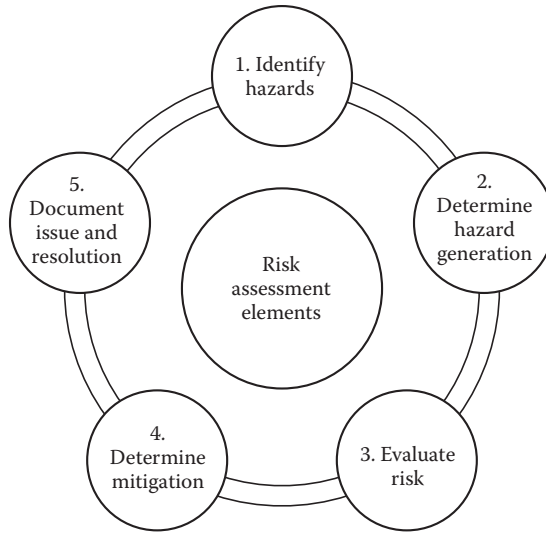 1. Identify
hazards
2.
Determine
hazard
generation
3. Evaluate
risk
4.
Determine
mitigation
5.
Document
issue and
resolution
Risk
assessment
elements